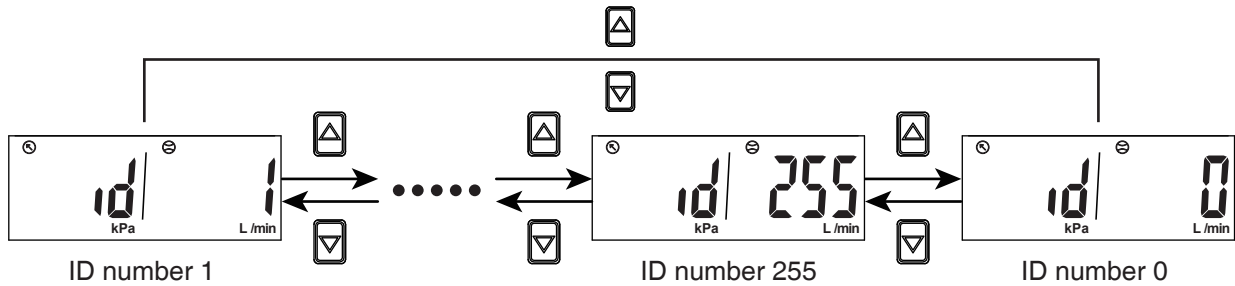 id 1
kPa L /min
id 255
kPa L /min
id 0
kPa L /min
ID number 1
ID number 255
ID number 0